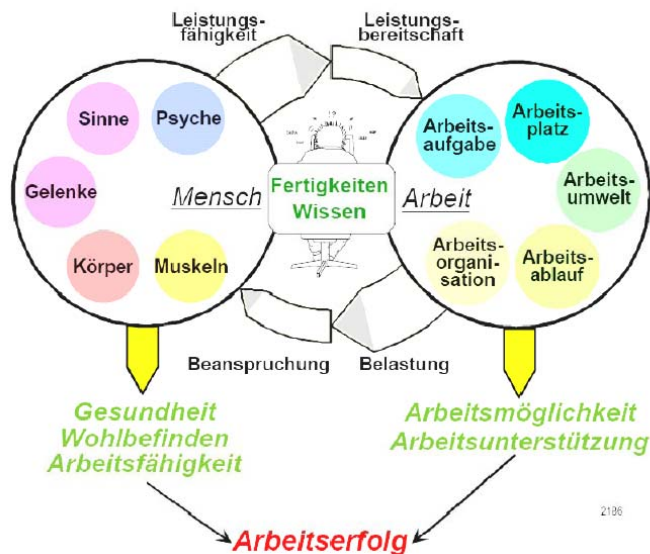 Leistungs-
fähigkeit
Leistungs-
bereitschaft
Sinne
Psyche
Gelenke
Mensch
Körper
Muskeln
Fertigkeiten
Wissen
Arbeit
Arbeits-
aufgabe
Arbeits-
platz
Arbeits-
umwelt
Arbeits-
organi-
sation
Arbeits-
ablauf
Beanspruchung
Belastung
Gesundheit
Wohlbefinden
Arbeitsfähigkeit
Arbeitsmöglichkeit
Arbeitsunterstützung
2106
Arbeitserfolg